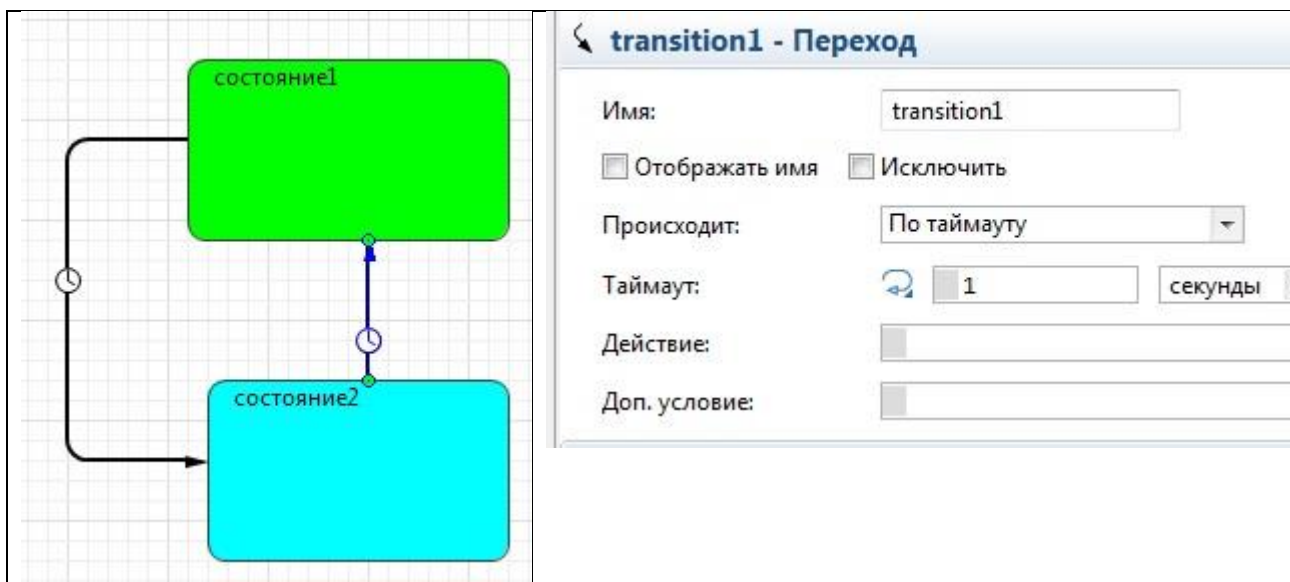 состояние1
состояние2
transition1 - Переход
Имя: transition1
Отображать имя Исключить
Происходит: По таймауту
Таймаут: 1 секунды
Действие:
Доп. условие: